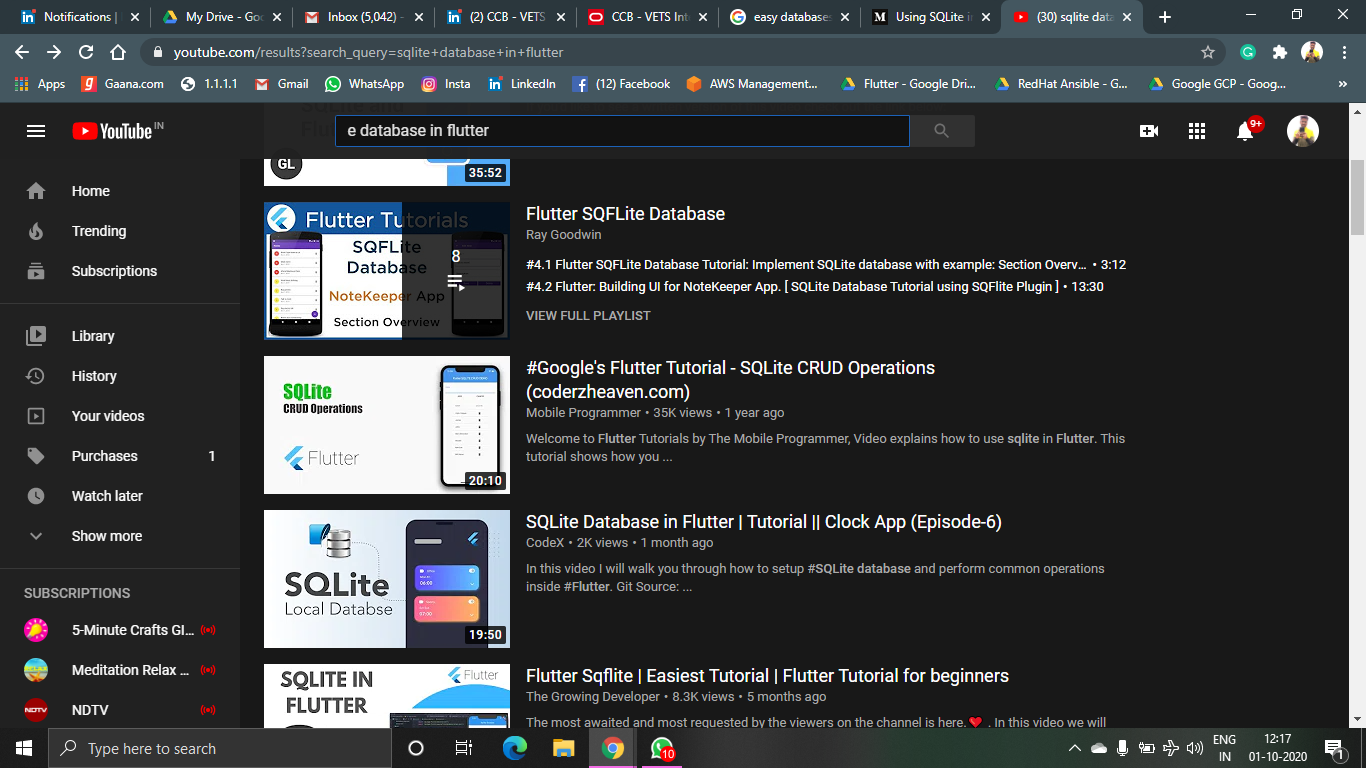 Notifications |
My Drive - Goo
Inbox (5,042) -
(2) CCB - VETS
CCB - VETS Int
easy databases
Using SQLite i
(30) sqlite data
youtube.com/results?search_query=sqlite+database+in+flutter
Apps
Gaana.com
1.1.1.1
Gmail
WhatsApp
Insta
LinkedIn
(12) Facebook
AWS Management...
Flutter - Google Dri...
RedHat Ansible - G...
Google GCP - Goog...
YouTube IN
e database in flutter
9+
Home
Trending
Subscriptions
Library
History
Your videos
Purchases 1
Watch later
Show more
SUBSCRIPTIONS
5-Minute Crafts GI...
Meditation Relax ...
NDTV
NDTV
GL
35:52
Flutter Tutorials
SQFLite
Database
NoteKeeper App
Section Overview
8
Flutter SQFLite Database
Ray Goodwin
#4.1 Flutter SQFLite Database Tutorial: Implement SQLite database with example: Section Overv... • 3:12
#4.2 Flutter: Building UI for NoteKeeper App. [ SQLite Database Tutorial using SQFlite Plugin ] • 13:30
VIEW FULL PLAYLIST
SQLite
CRUD Operations
Flutter
20:10
#Google's Flutter Tutorial - SQLite CRUD Operations
(coderzheaven.com)
Mobile Programmer • 35K views • 1 year ago
Welcome to Flutter Tutorials by The Mobile Programmer, Video explains how to use sqlite in Flutter. This
tutorial shows how you ...
SQLite
Local Databse
06:00
07:00
19:50
SQLite Database in Flutter | Tutorial || Clock App (Episode-6)
CodeX • 2K views • 1 month ago
In this video I will walk you through how to setup #SQLite database and perform common operations
inside #Flutter. Git Source: ...
SQLITE IN
FLUTTER
Flutter
Flutter Sqflite | Easiest Tutorial | Flutter Tutorial for beginners
The Growing Developer • 8.3K views • 5 months ago
The most awaited and most requested by the viewers on the channel is here.❤ . In this video we will
Type here to search
10
ENG
IN
12:17
01-10-2020
1